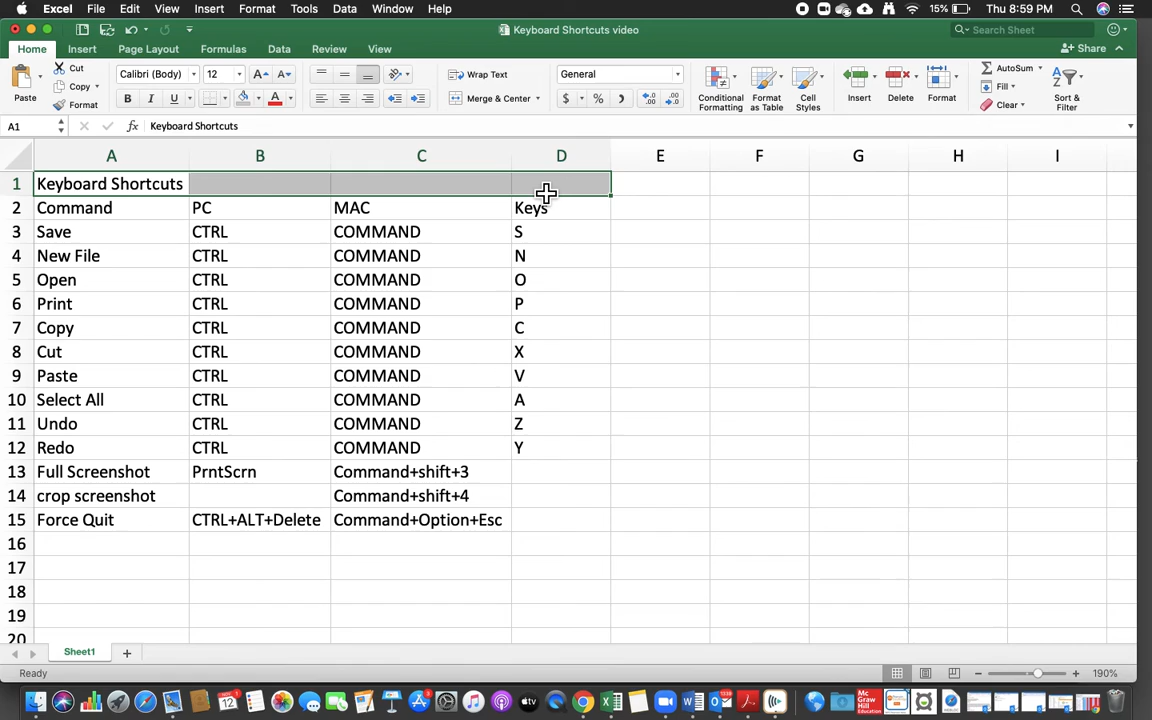 Excel File Edit View Insert Format Tools Data Window Help 15% Thu 8:59 PM
Keyboard Shortcuts video Search Sheet
Home Insert Page Layout Formulas Data Review View Share
Paste Cut Copy Format
Calibri (Body) 12
B I U A
Wrap Text
Merge & Center
General
$ % )
Conditional Formatting
Format as Table
Cell Styles
Insert Delete Format
AutoSum
Fill
Clear
Sort & Filter
A1 fx Keyboard Shortcuts
A B C D E F G H I
1 Keyboard Shortcuts
2 Command PC MAC Keys
3 Save CTRL COMMAND S
4 New File CTRL COMMAND N
5 Open CTRL COMMAND O
6 Print CTRL COMMAND P
7 Copy CTRL COMMAND C
8 Cut CTRL COMMAND X
9 Paste CTRL COMMAND V
10 Select All CTRL COMMAND A
11 Undo CTRL COMMAND Z
12 Redo CTRL COMMAND Y
13 Full Screenshot PrntScrn Command+shift+3
14 crop screenshot Command+shift+4
15 Force Quit CTRL+ALT+Delete Command+Option+Esc
16
17
18
19
20
Sheet1
Ready 190%